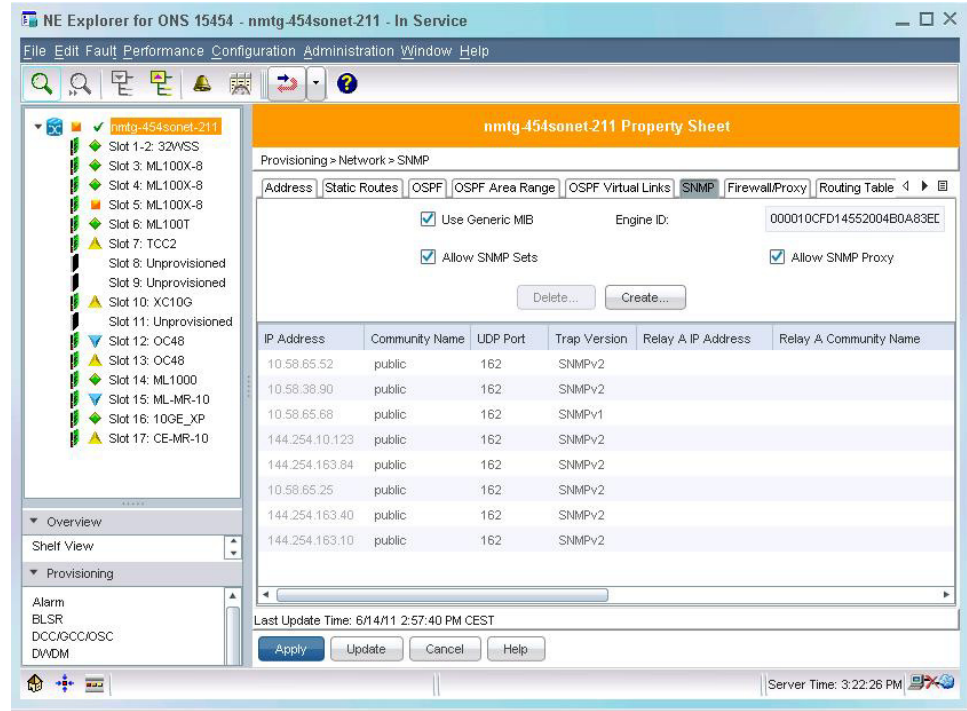 NE Explorer for ONS 15454 - nmtg-454sonet-211 - In Service
File Edit Fault Performance Configuration Administration Window Help
nmtg-454sonet-211
Slot 1-2: 32WSS
Slot 3: ML100X-8
Slot 4: ML100X-8
Slot 5: ML100X-8
Slot 6: ML100T
Slot 7: TCC2
Slot 8: Unprovisioned
Slot 9: Unprovisioned
Slot 10: XC10G
Slot 11: Unprovisioned
Slot 12: OC48
Slot 13: OC48
Slot 14: ML1000
Slot 15: ML-MR-10
Slot 16: 10GE_XP
Slot 17: CE-MR-10
Overview
Shelf View
Provisioning
Alarm
BLSR
DCC/GCC/OSC
DWDM
nmtg-454sonet-211 Property Sheet
Provisioning > Network > SNMP
Address Static Routes OSPF OSPF Area Range OSPF Virtual Links SNMP Firewall/Proxy Routing Table
Use Generic MIB Engine ID: 000010CFD14552004B0A83ED
Allow SNMP Sets Allow SNMP Proxy
Delete... Create...
IP Address Community Name UDP Port Trap Version Relay A IP Address Relay A Community Name
10.58.65.52 public 162 SNMPv2
10.58.38.90 public 162 SNMPv2
10.58.65.68 public 162 SNMPv1
144.254.10.123 public 162 SNMPv2
144.254.163.84 public 162 SNMPv2
10.58.65.25 public 162 SNMPv2
144.254.163.40 public 162 SNMPv2
144.254.163.10 public 162 SNMPv2
Last Update Time: 6/14/11 2:57:40 PM CEST
Apply Update Cancel Help
Server Time: 3:22:26 PM